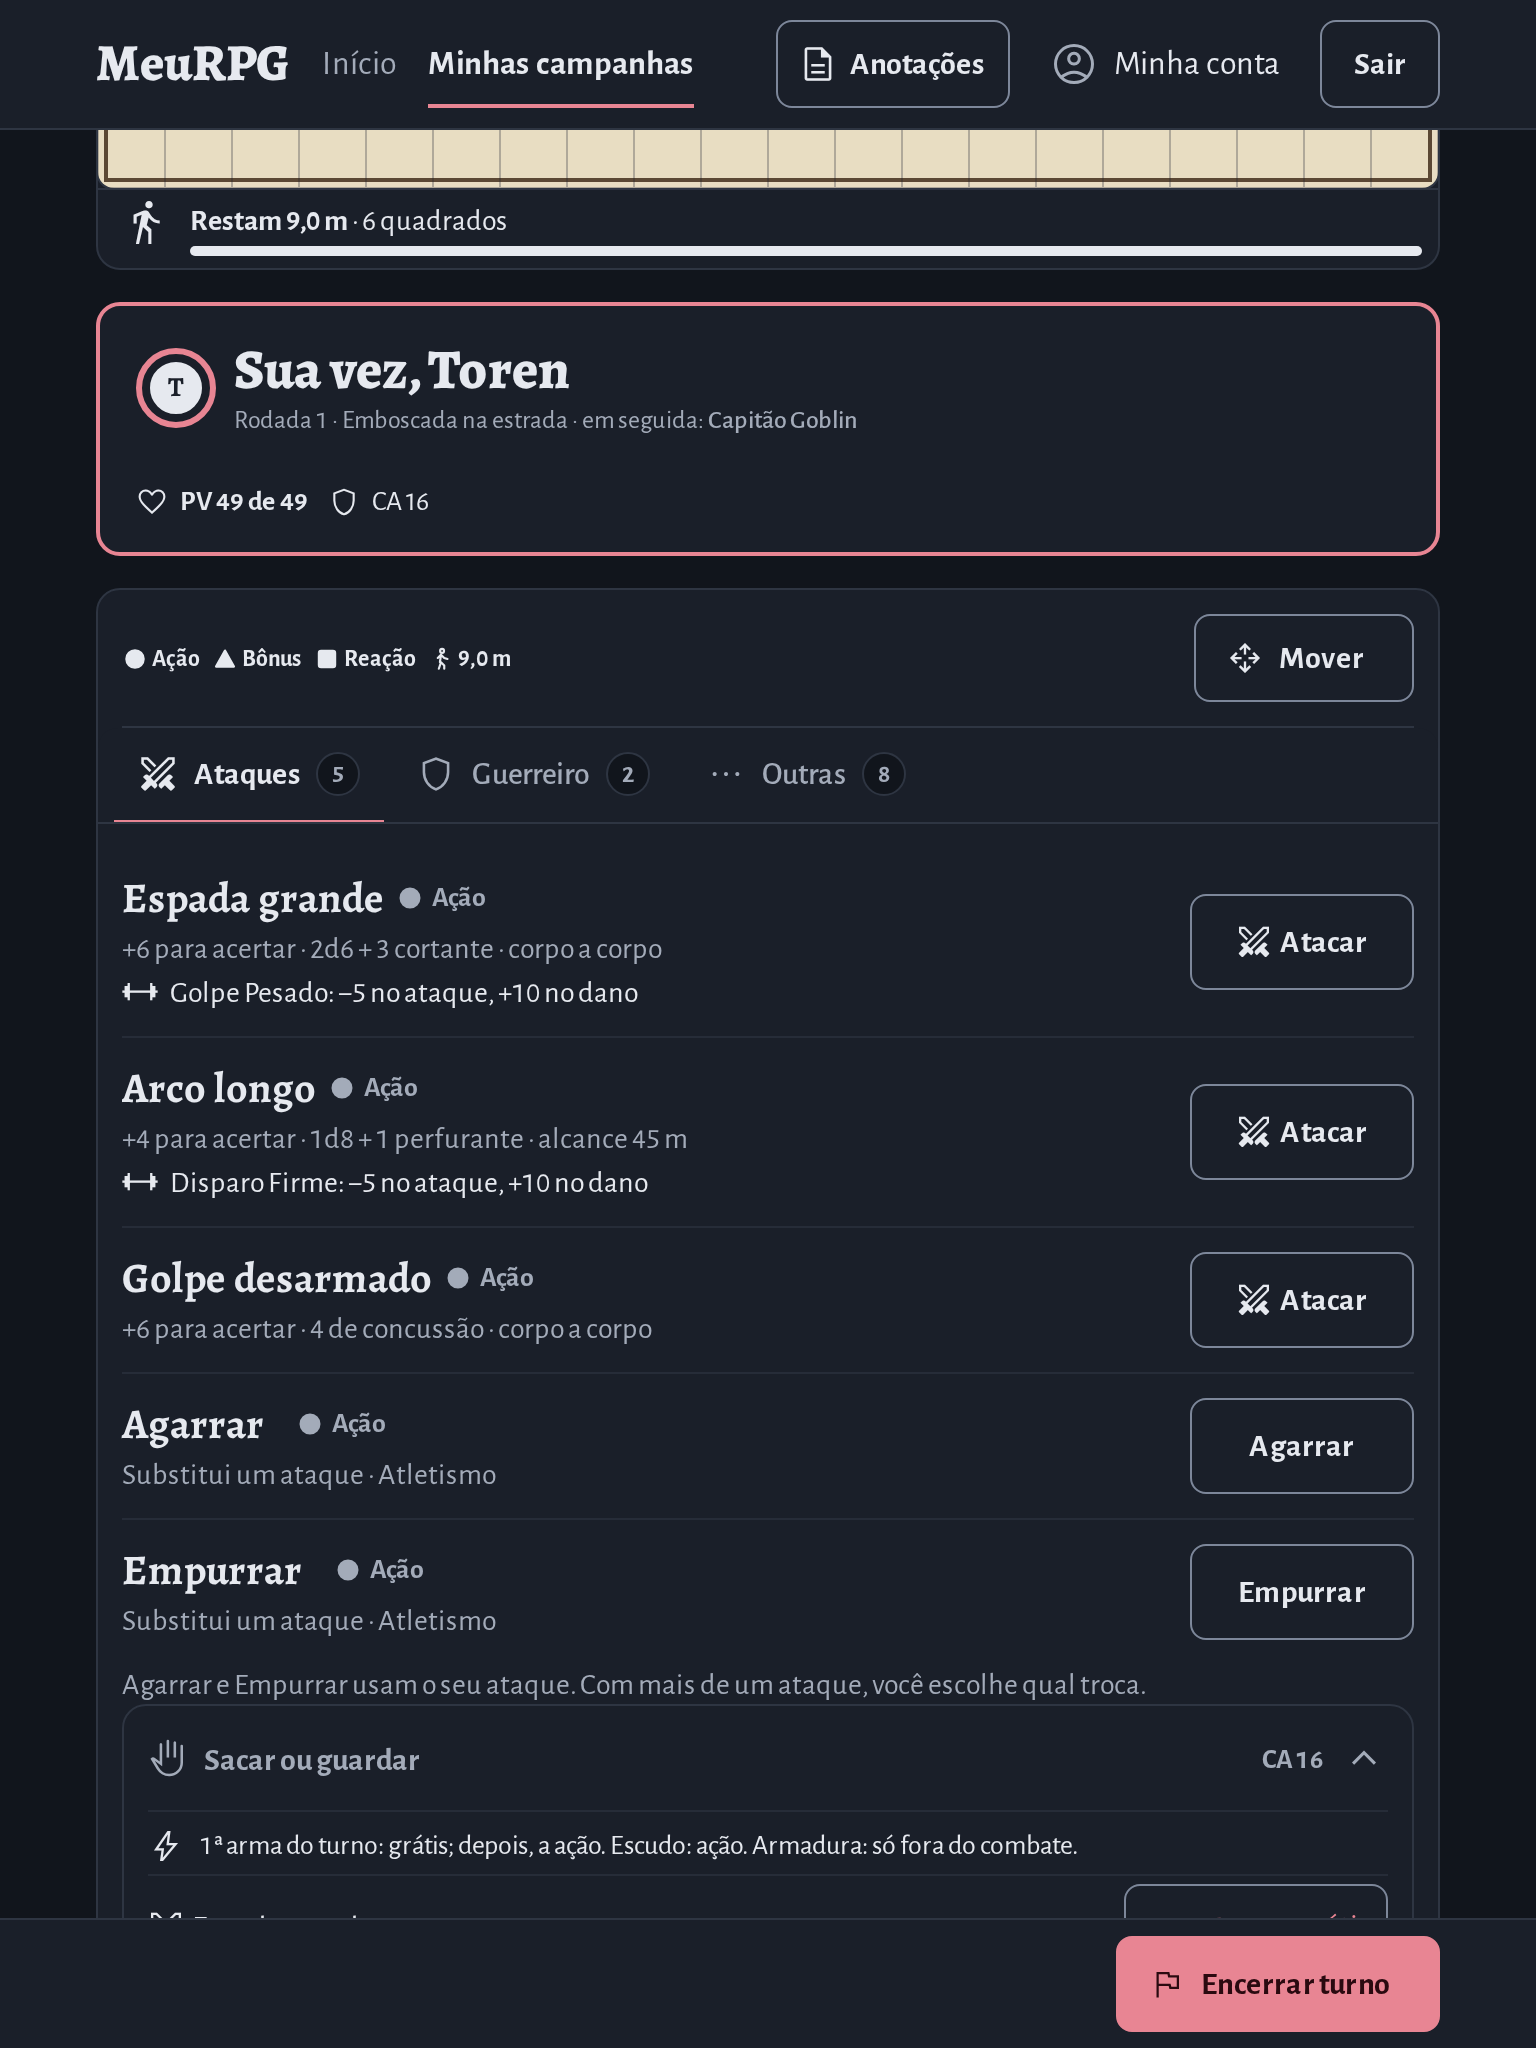 MeuRPG Início Minhas campanhas Anotações Minha conta Sair
Restam 9,0 m · 6 quadrados
T
Sua vez, Toren
Rodada 1 · Emboscada na estrada · em seguida: Capitão Goblin
PV 49 de 49 CA 16
Ação Bônus Reação 9,0 m Mover
Ataques 5 Guerreiro 2 Outras 8
Espada grande Ação
+6 para acertar · 2d6 + 3 cortante · corpo a corpo
Golpe Pesado: −5 no ataque, +10 no dano
Atacar
Arco longo Ação
+4 para acertar · 1d8 + 1 perfurante · alcance 45 m
Disparo Firme: −5 no ataque, +10 no dano
Atacar
Golpe desarmado Ação
+6 para acertar · 4 de concussão · corpo a corpo
Atacar
Agarrar Ação
Substitui um ataque · Atletismo
Agarrar
Empurrar Ação
Substitui um ataque · Atletismo
Empurrar
Agarrar e Empurrar usam o seu ataque. Com mais de um ataque, você escolhe qual troca.
Sacar ou guardar CA 16
1ª arma do turno: grátis; depois, a ação. Escudo: ação. Armadura: só fora do combate.
Encerrar turno